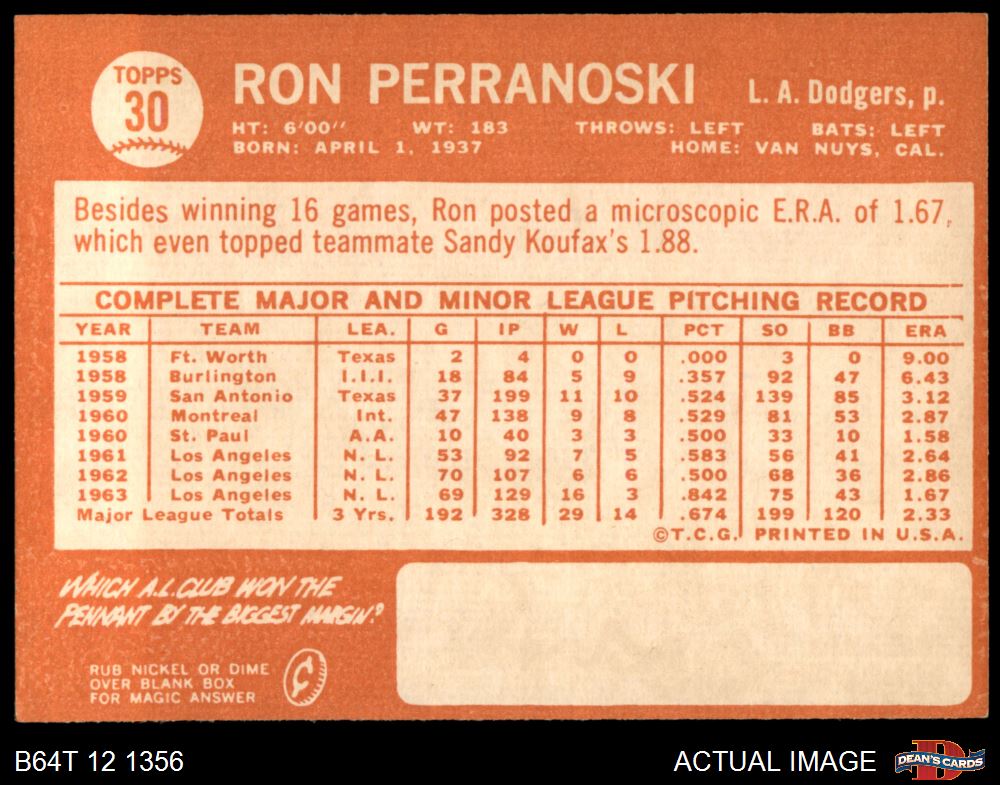 TOPPS
30
RON PERRANOSKI
L. A. Dodgers, p.
HT: 6'00'' WT: 183 THROWS: LEFT BATS: LEFT
BORN: APRIL 1, 1937 HOME: VAN NUYS, CAL.
Besides winning 16 games, Ron posted a microscopic E.R.A. of 1.67,
which even topped teammate Sandy Koufax's 1.88.
COMPLETE MAJOR AND MINOR LEAGUE PITCHING RECORD
YEAR TEAM LEA. G IP W L PCT SO BB ERA
1958 Ft. Worth Texas 2 4 0 0 .000 3 0 9.00
1958 Burlington I.I.I. 18 84 5 9 .357 92 47 6.43
1959 San Antonio Texas 37 199 11 10 .524 139 85 3.12
1960 Montreal Int. 47 138 9 8 .529 81 53 2.87
1960 St. Paul A.A. 10 40 3 3 .500 33 10 1.58
1961 Los Angeles N. L. 53 92 7 5 .583 56 41 2.64
1962 Los Angeles N. L. 70 107 6 6 .500 68 36 2.86
1963 Los Angeles N. L. 69 129 16 3 .842 75 43 1.67
Major League Totals 3 Yrs. 192 328 29 14 .674 199 120 2.33
©T.C.G. PRINTED IN U.S.A.
WHICH A.L. CLUB WON THE
PENNANT BY THE BIGGEST MARGIN?
RUB NICKEL OR DIME
OVER BLANK BOX
FOR MAGIC ANSWER
¢
B64T 12 1356
ACTUAL IMAGE
DEAN'S CARDS